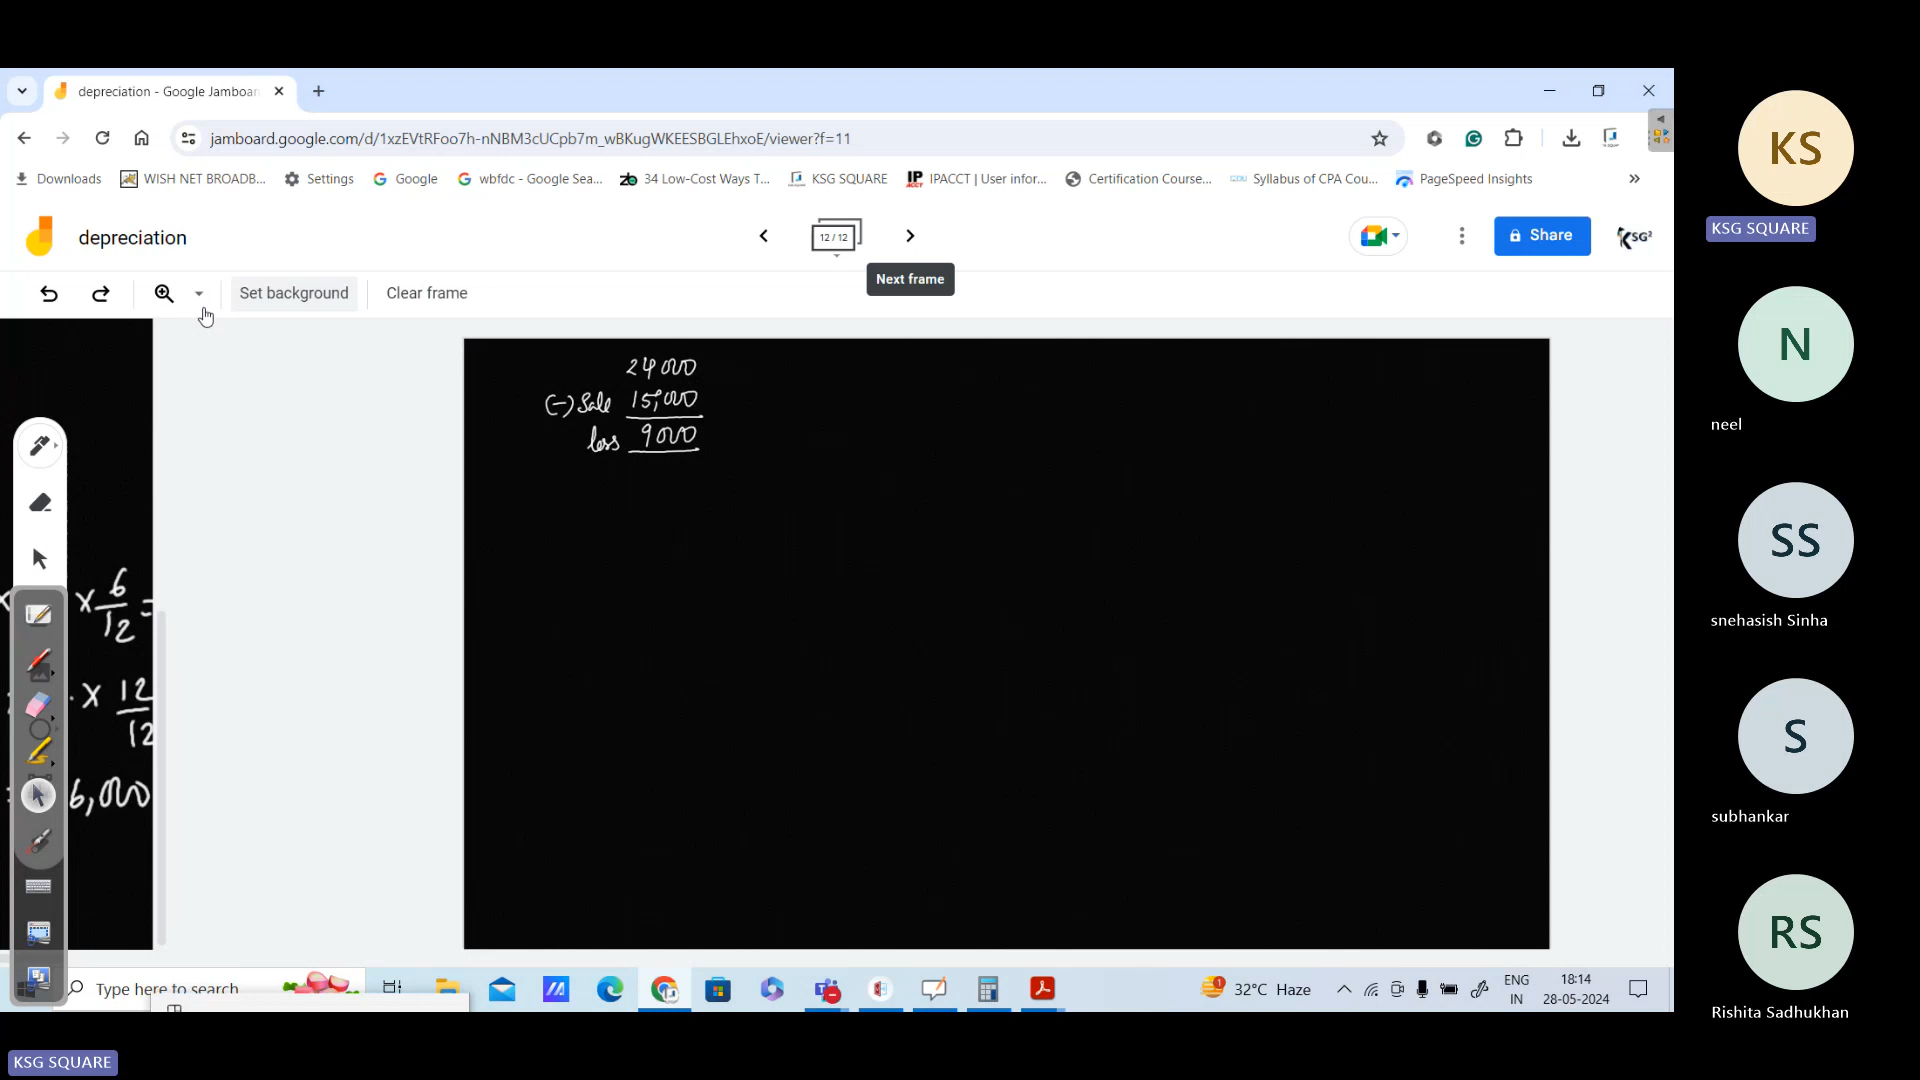 depreciation - Google Jamboar
jamboard.google.com/d/1xzEVtRFoo7h-nNBM3cUCpb7m_wBKugWKEESBGLEhxoE/viewer?f=11
Downloads WISH NET BROADB... Settings Google wbfdc - Google Sea... 34 Low-Cost Ways T... KSG SQUARE IPACCT | User infor... Certification Course... Syllabus of CPA Cou... PageSpeed Insights
depreciation
12 / 12
Share
KSG²
Next frame
Set background
Clear frame
24000
(-) Sale 15,000
loss 9000
x 6/12 =
x 12/12
6,000
Type here to search
32°C Haze
ENG
IN
18:14
28-05-2024
KS
KSG SQUARE
N
neel
SS
snehasish Sinha
S
subhankar
RS
Rishita Sadhukhan
KSG SQUARE